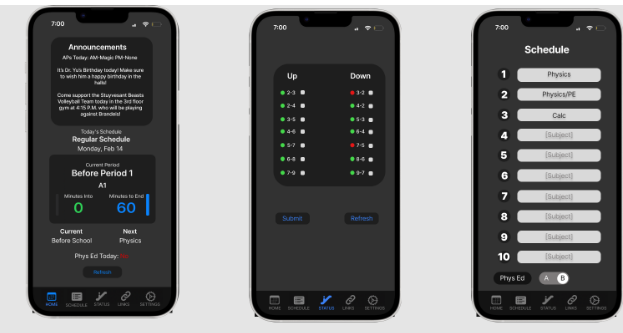 7:00
Announcements
APs Today: AM-Magic PM-None
It's Dr. Yu's Birthday today! Make sure
to wish him a happy birthday in the
halls!
Come support the Stuyvesant Beasts
Volleyball Team today in the 3rd floor
gym at 4:15 P.M. who will be playing
against Brandeis!
Today's Schedule
Regular Schedule
Monday, Feb 14
Current Period
Before Period 1
A1
Minutes Into
0
Minutes to End
60
Current
Before School
Next
Physics
Phys Ed Today:
Refresh
HOME SCHEDULE STATUS LINKS SETTINGS
7:00
Up Down
2-3 3-2
2-4 4-2
3-5 5-3
4-6 6-4
5-7 7-5
6-8 8-6
7-9 9-7
Submit Refresh
HOME SCHEDULE STATUS LINKS SETTINGS
7:00
Schedule
1 Physics
2 Physics/PE
3 Calc
4 [Subject]
5 [Subject]
6 [Subject]
7 [Subject]
8 [Subject]
9 [Subject]
10 [Subject]
Phys Ed A B
HOME SCHEDULE STATUS LINKS SETTINGS